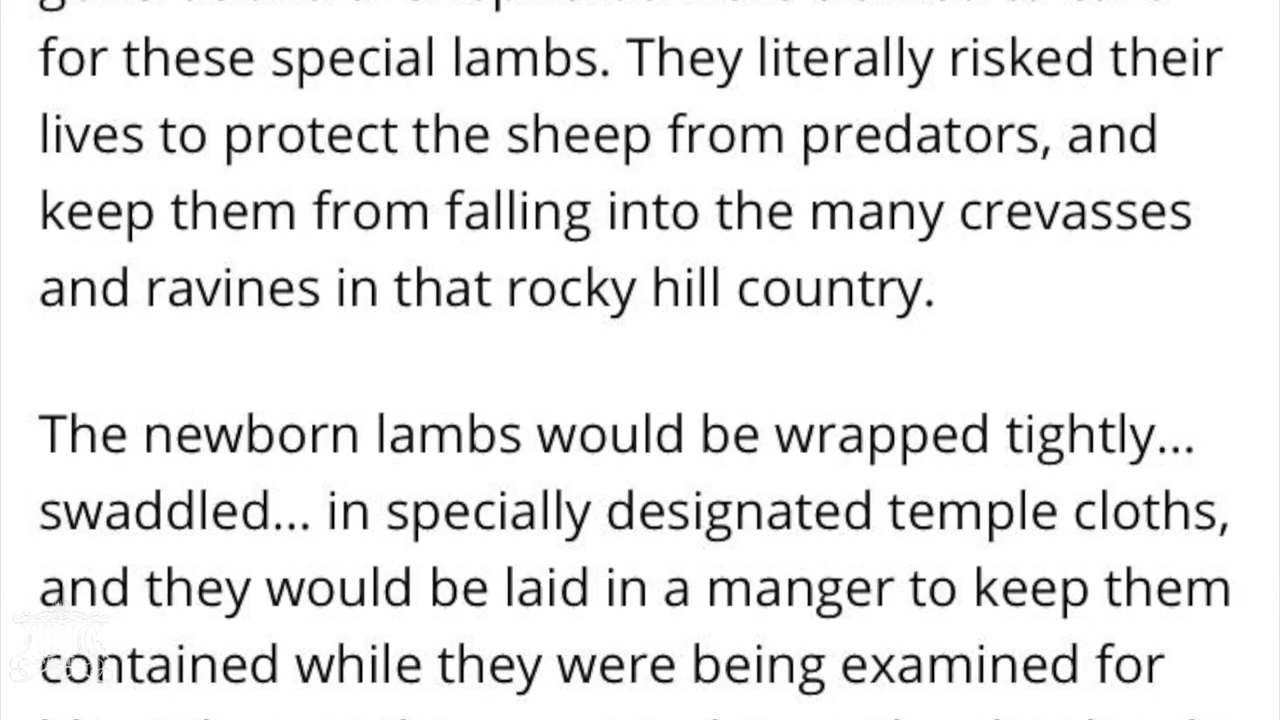 for these special lambs. They literally risked their
lives to protect the sheep from predators, and
keep them from falling into the many crevasses
and ravines in that rocky hill country.
The newborn lambs would be wrapped tightly...
swaddled... in specially designated temple cloths,
and they would be laid in a manger to keep them
contained while they were being examined for